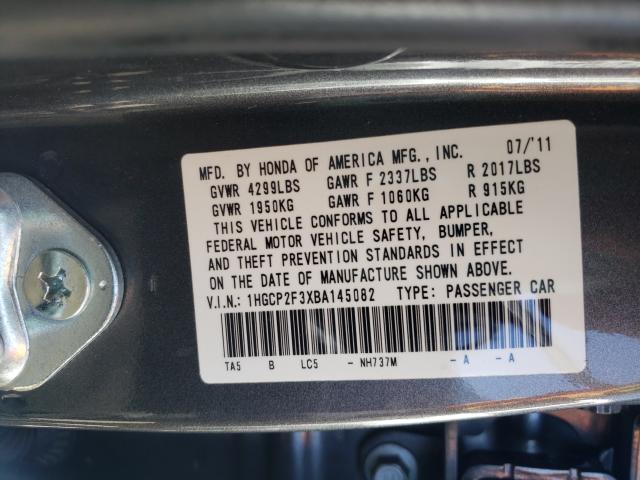 MFD. BY HONDA OF AMERICA MFG., INC. 07/'11
GVWR 4299LBS GAWR F 2337LBS R 2017LBS
GVWR 1950KG GAWR F 1060KG R 915KG
THIS VEHICLE CONFORMS TO ALL APPLICABLE
FEDERAL MOTOR VEHICLE SAFETY, BUMPER,
AND THEFT PREVENTION STANDARDS IN EFFECT
ON THE DATE OF MANUFACTURE SHOWN ABOVE.
V.I.N.: 1HGCP2F3XBA145082 TYPE: PASSENGER CAR
TA5 B LC5 - NH737M - A - A